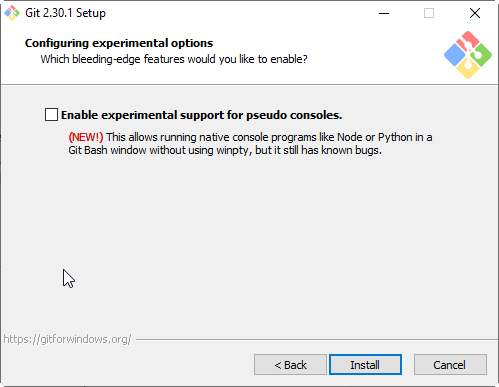 Git 2.30.1 Setup
Configuring experimental options
Which bleeding-edge features would you like to enable?
Enable experimental support for pseudo consoles.
(NEW!) This allows running native console programs like Node or Python in a
Git Bash window without using winpty, but it still has known bugs.
https://gitforwindows.org/
< Back
Install
Cancel